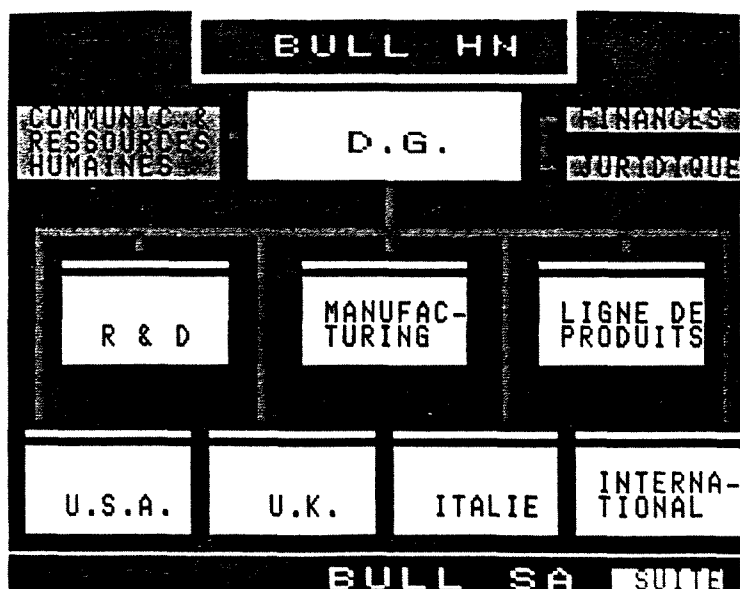 BULL HN
COMMUNIC &
RESSOURCES
HUMAINES
D.G.
FINANCES
JURIDIQUE
R & D
MANUFAC-
TURING
LIGNE DE
PRODUITS
U.S.A.
U.K.
ITALIE
INTERNA-
TIONAL
BULL SA
SUITE